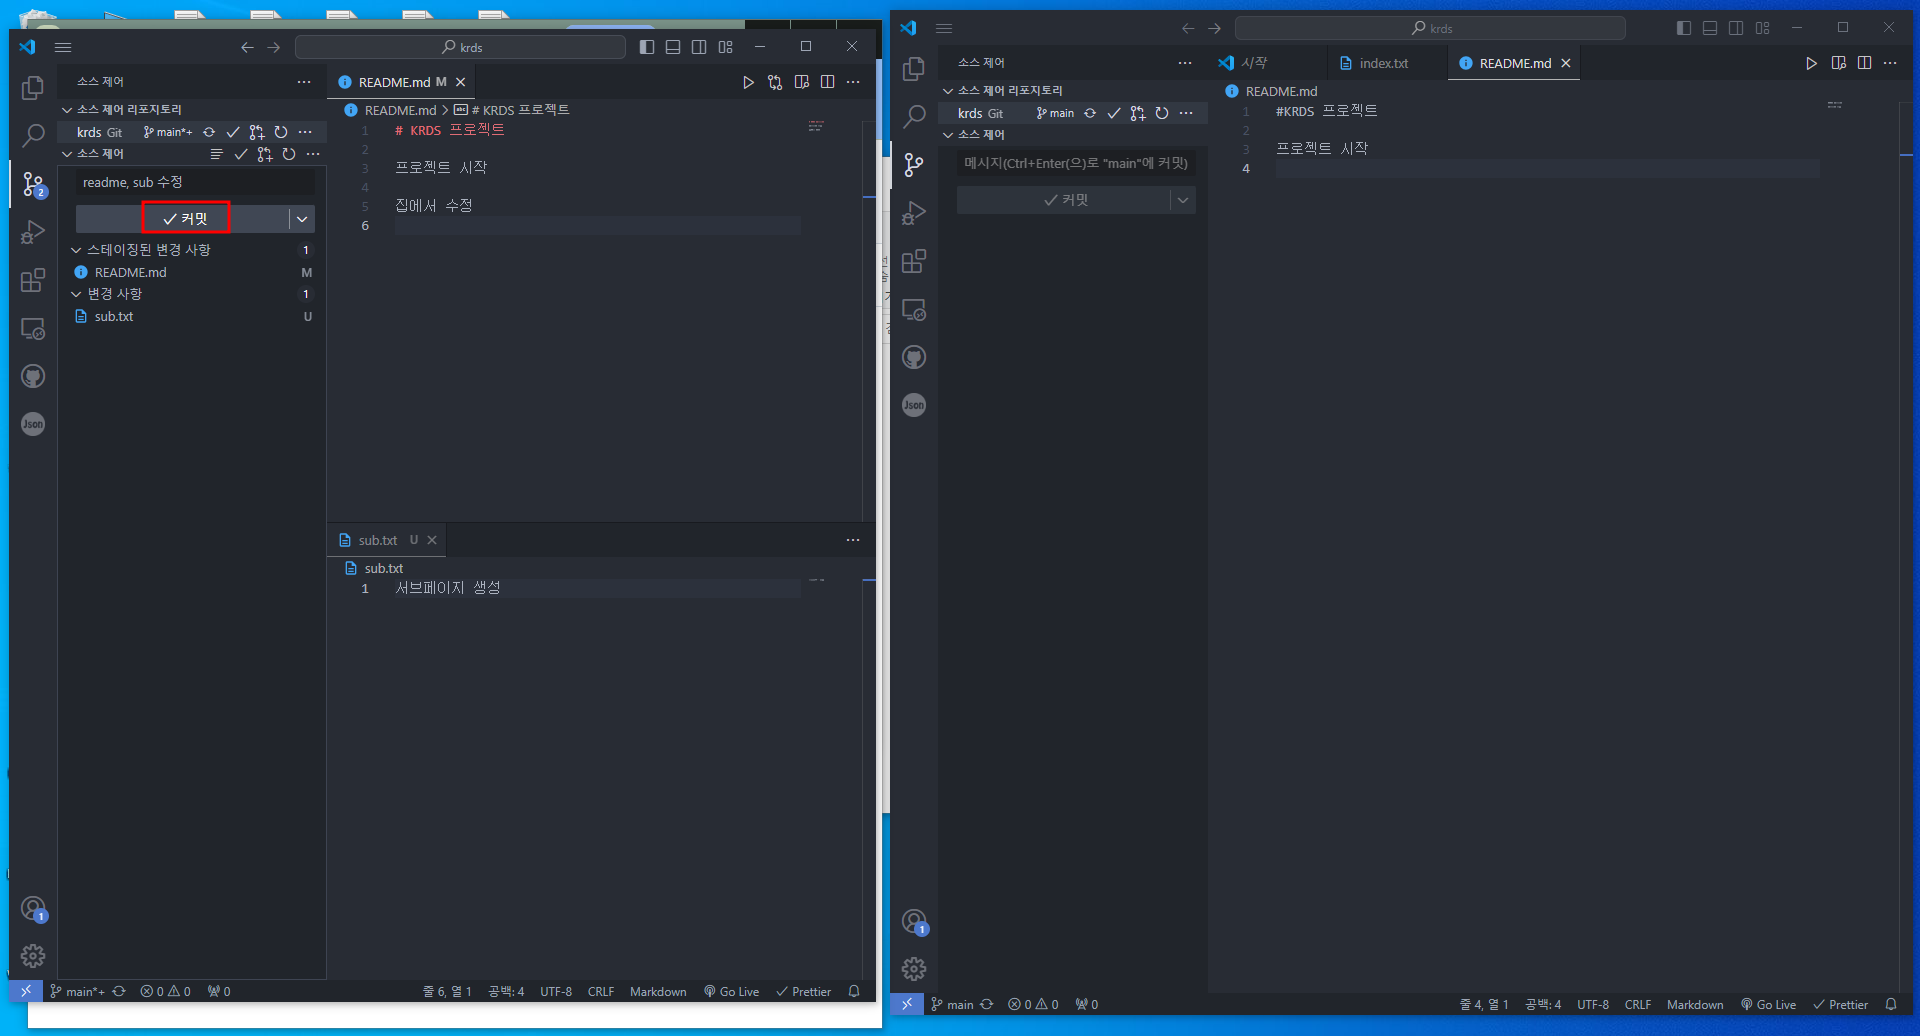 krds
소스 제어
소스 제어 리포지토리
krds Git main*+
소스 제어
readme, sub 수정
커밋
스테이징된 변경 사항 1
README.md M
변경 사항 1
sub.txt U
2
Json
1
README.md M
README.md > # KRDS 프로젝트
1 # KRDS 프로젝트
2
3 프로젝트 시작
4
5 집에서 수정
6
sub.txt U
sub.txt
1 서브페이지 생성
main*+ 0 0 0 줄 6, 열 1 공백: 4 UTF-8 CRLF Markdown Go Live Prettier
krds
소스 제어
소스 제어 리포지토리
krds Git main
소스 제어
메시지(Ctrl+Enter(으)로 "main"에 커밋)
커밋
Json
1
시작 index.txt README.md
README.md
1 #KRDS 프로젝트
2
3 프로젝트 시작
4
main 0 0 0 줄 4, 열 1 공백: 4 UTF-8 CRLF Markdown Go Live Prettier